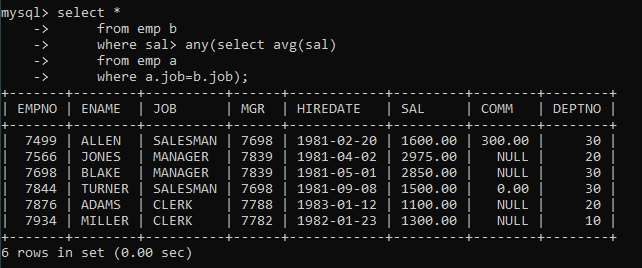 mysql> select *
    ->      from emp b
    ->      where sal> any(select avg(sal)
    ->      from emp a
    ->      where a.job=b.job);
+-------+--------+----------+------+------------+---------+--------+--------+
| EMPNO | ENAME  | JOB      | MGR  | HIREDATE   | SAL     | COMM   | DEPTNO |
+-------+--------+----------+------+------------+---------+--------+--------+
|  7499 | ALLEN  | SALESMAN | 7698 | 1981-02-20 | 1600.00 | 300.00 |     30 |
|  7566 | JONES  | MANAGER  | 7839 | 1981-04-02 | 2975.00 |   NULL |     20 |
|  7698 | BLAKE  | MANAGER  | 7839 | 1981-05-01 | 2850.00 |   NULL |     30 |
|  7844 | TURNER | SALESMAN | 7698 | 1981-09-08 | 1500.00 |   0.00 |     30 |
|  7876 | ADAMS  | CLERK    | 7788 | 1983-01-12 | 1100.00 |   NULL |     20 |
|  7934 | MILLER | CLERK    | 7782 | 1982-01-23 | 1300.00 |   NULL |     10 |
+-------+--------+----------+------+------------+---------+--------+--------+
6 rows in set (0.00 sec)